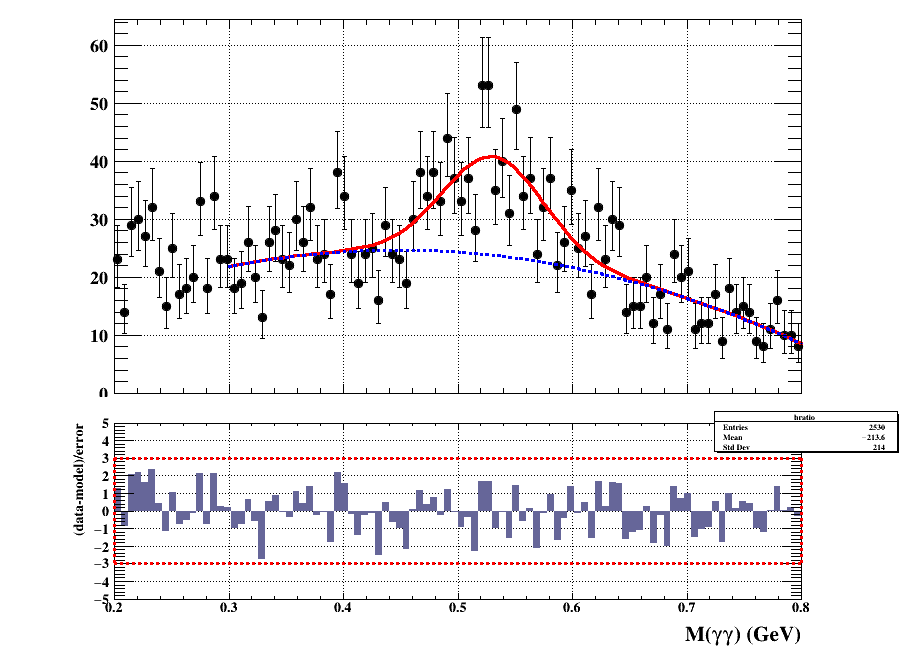 60
50
40
30
20
10
0
hratio
Entries 2530
Mean −213.6
Std Dev 214
(data-model)/error
5
4
3
2
1
0
−1
−2
−3
−4
−5
0.2 0.3 0.4 0.5 0.6 0.7 0.8
M(γγ) (GeV)